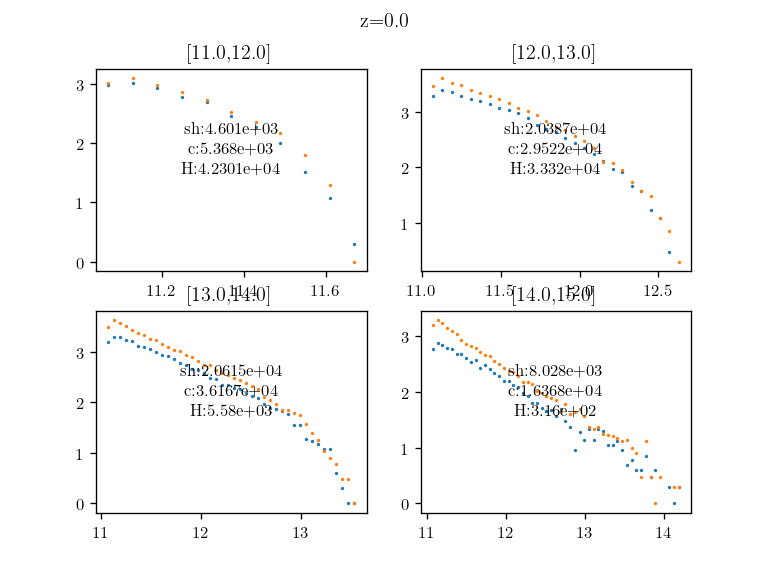 z=0.0
[11.0,12.0]
3
2
1
0
sh:4.601e+03
c:5.368e+03
H:4.2301e+04
11.2 11.4 11.6
[12.0,13.0]
3
2
1
sh:2.0387e+04
c:2.9522e+04
H:3.332e+04
11.0 11.5 12.0 12.5
[13.0,14.0]
3
2
1
0
sh:2.0615e+04
c:3.6167e+04
H:5.58e+03
11 12 13
[14.0,15.0]
3
2
1
0
sh:8.028e+03
c:1.6368e+04
H:3.16e+02
11 12 13 14